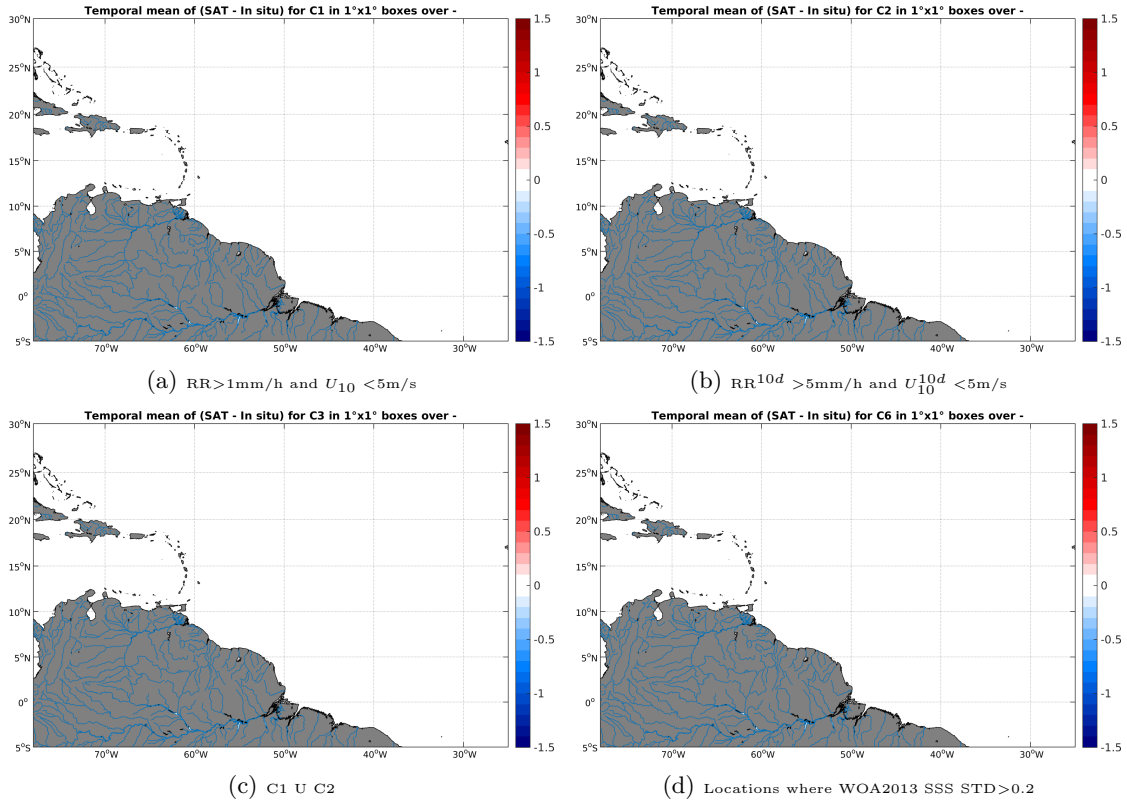 Temporal mean of (SAT - In situ) for C1 in 1°x1° boxes over -
30°N
25°N
20°N
15°N
10°N
5°N
0°
5°S
70°W
60°W
50°W
40°W
30°W
1.5
1
0.5
0
-0.5
-1
-1.5
(a) RR>1mm/h and U10 <5m/s
Temporal mean of (SAT - In situ) for C2 in 1°x1° boxes over -
30°N
25°N
20°N
15°N
10°N
5°N
0°
5°S
70°W
60°W
50°W
40°W
30°W
1.5
1
0.5
0
-0.5
-1
-1.5
(b) RR10d >5mm/h and U10d10 <5m/s
Temporal mean of (SAT - In situ) for C3 in 1°x1° boxes over -
30°N
25°N
20°N
15°N
10°N
5°N
0°
5°S
70°W
60°W
50°W
40°W
30°W
1.5
1
0.5
0
-0.5
-1
-1.5
(c) C1 U C2
Temporal mean of (SAT - In situ) for C6 in 1°x1° boxes over -
30°N
25°N
20°N
15°N
10°N
5°N
0°
5°S
70°W
60°W
50°W
40°W
30°W
1.5
1
0.5
0
-0.5
-1
-1.5
(d) Locations where WOA2013 SSS STD>0.2